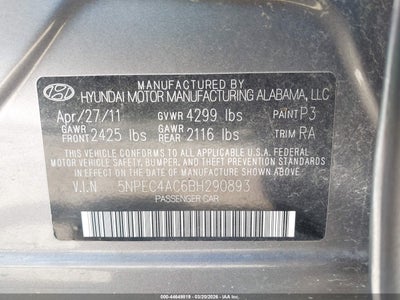 MANUFACTURED BY
HYUNDAI MOTOR MANUFACTURING ALABAMA, LLC
Apr/27/11 GVWR 4299 lbs PAINT P3
GAWR FRONT 2425 lbs GAWR REAR 2116 lbs TRIM RA
THIS VEHICLE CONFORMS TO ALL APPLICABLE U.S.A. FEDERAL
MOTOR VEHICLE SAFETY, BUMPER, AND THEFT PREVENTION
STANDARDS IN EFFECT ON THE DATE OF MANUFACTURE
SHOWN ABOVE.
V.I.N 5NPEC4AC6BH290893
PASSENGER CAR
000-44649819 - 03/20/2026 - IAA Inc.